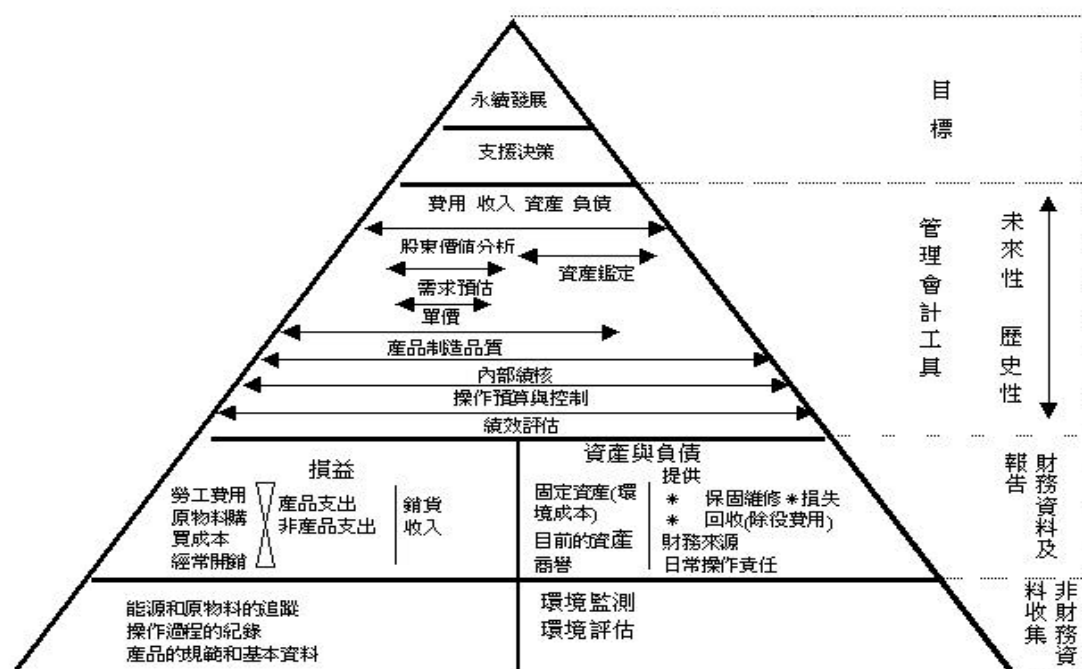 永續發展
支援決策
費用 收入 資產 負債
股東價值分析
資產鑑定
需求預估
單價
產品制造品質
內部績核
操作預算與控制
績效評估
損益
勞工費用
原物料購
買成本
經常開銷
產品支出
非產品支出
銷貨
收入
資產與負債
固定資產(環
境成本)
目前的資產
商譽
提供
* 保固維修 * 損失
* 回收(除役費用)
財務來源
日常操作責任
能源和原物料的追蹤
操作過程的紀錄
產品的規範和基本資料
環境監測
環境評估
目標
管理會計工具
未來性 歷史性
財務資料及
報告
非財務資
料收集